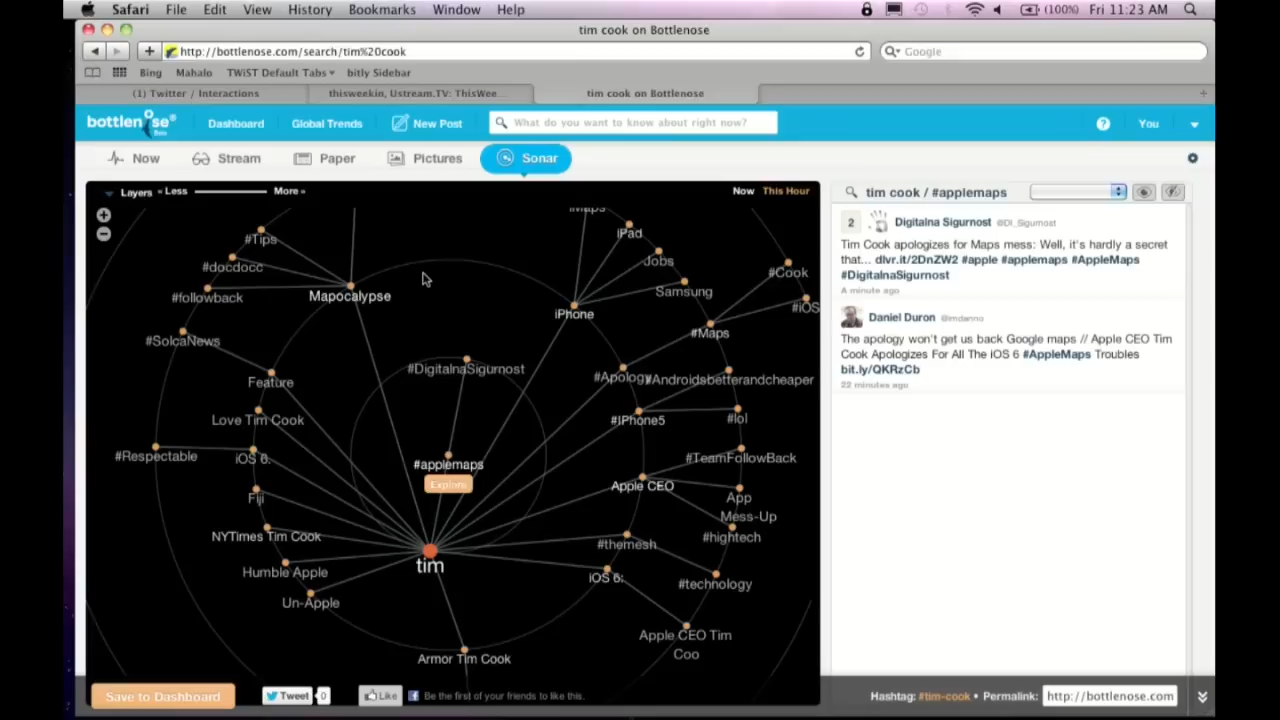 Safari File Edit View History Bookmarks Window Help (100%) Fri 11:23 AM
tim cook on Bottlenose
http://bottlenose.com/search/tim%20cook
Google
Bing Mahalo TWiST Default Tabs bitly Sidebar
(1) Twitter / Interactions
thisweekin, Ustream.TV: ThisWee...
tim cook on Bottlenose
bottlenose Beta
Dashboard Global Trends New Post
What do you want to know about right now?
? You
Now Stream Paper Pictures Sonar
Layers « Less More »
Now This Hour
#Tips
#docdocc
#followback
Mapocalypse
#SolcaNews
Feature
Love Tim Cook
#Respectable
iOS 6.
Fiji
NYTimes Tim Cook
Humble Apple
Un-Apple
#DigitalnaSigurnost
#applemaps
Explore
tim
Armor Tim Cook
iMaps
iPad
Jobs
Samsung
iPhone
#Cook
#iOS
#Maps
#Apology
#Androidsbetterandcheaper
#iPhone5
#lol
#TeamFollowBack
Apple CEO
App
Mess-Up
#hightech
#themesh
iOS 6:
#technology
Apple CEO Tim
Coo
tim cook / #applemaps
2 Digitalna Sigurnost @Di_Sigurnost
Tim Cook apologizes for Maps mess: Well, it's hardly a secret
that... dlvr.it/2DnZW2 #apple #applemaps #AppleMaps
#DigitalnaSigurnost
A minute ago
Daniel Duron @imdanno
The apology won't get us back Google maps // Apple CEO Tim
Cook Apologizes For All The iOS 6 #AppleMaps Troubles
bit.ly/QKRzCb
22 minutes ago
Save to Dashboard
Tweet 0
Like Be the first of your friends to like this.
Hashtag: #tim-cook • Permalink: http://bottlenose.com